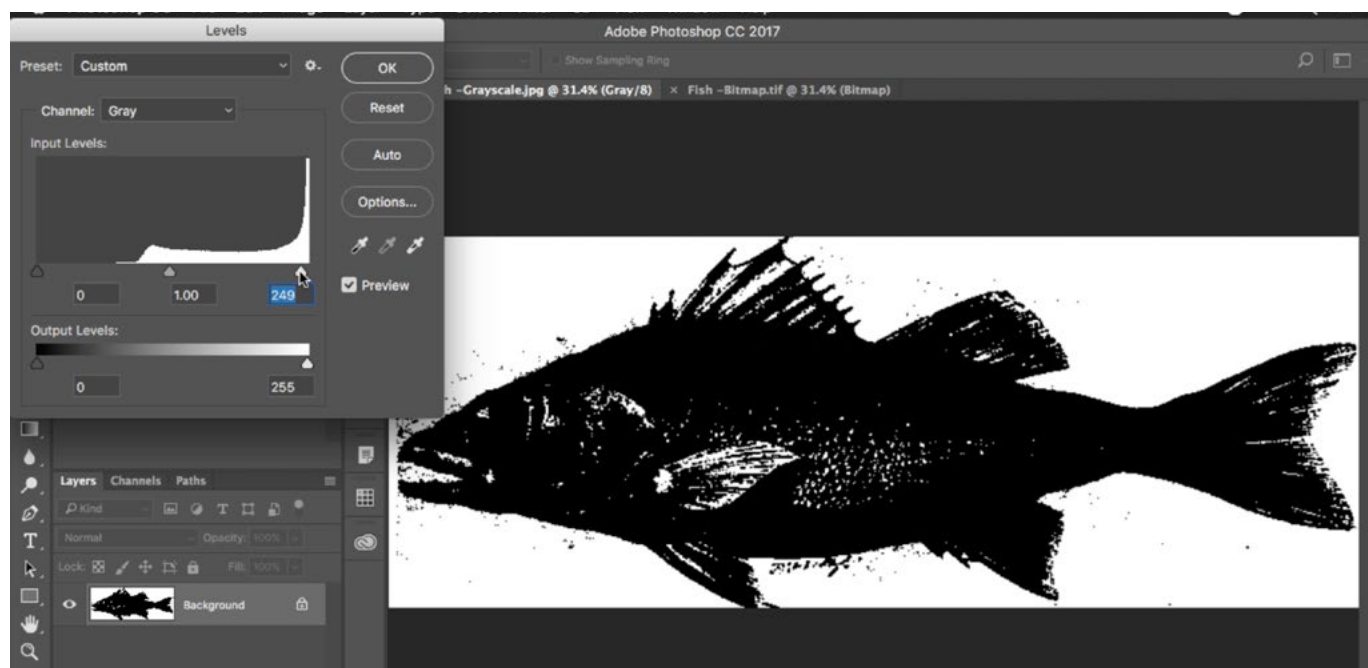 Levels
Adobe Photoshop CC 2017
Preset: Custom
OK
Show Sampling Ring
h -Grayscale.jpg @ 31.4% (Gray/8) × Fish -Bitmap.tif @ 31.4% (Bitmap)
Channel: Gray
Reset
Input Levels:
Auto
Options...
Preview
0 1.00 249
Output Levels:
0 255
Layers Channels Paths
Kind
Normal Opacity: 100%
Lock: Fill: 100%
Background